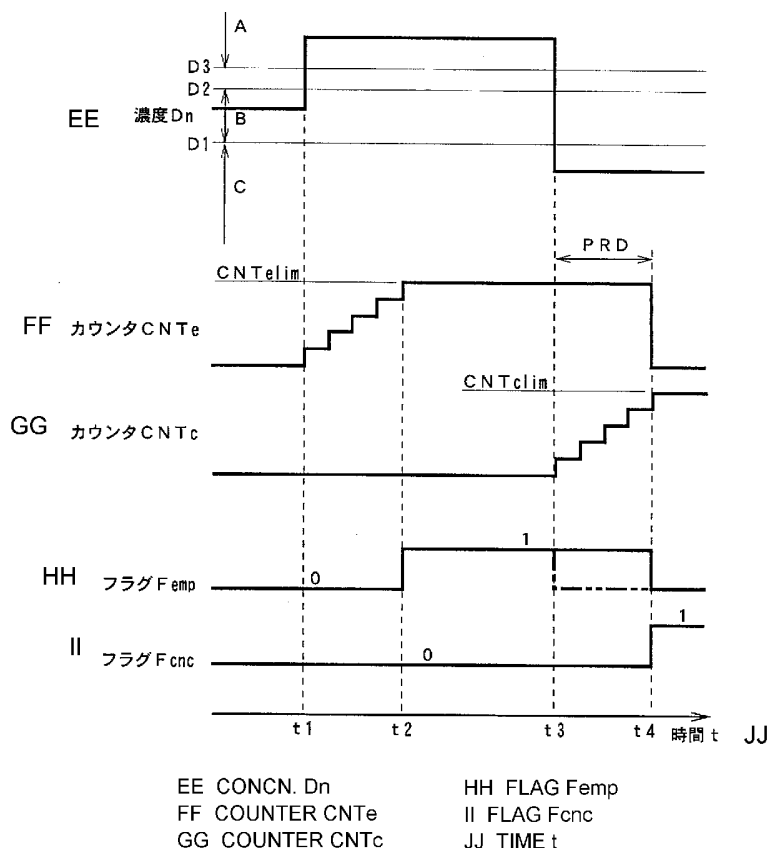 A
D3
D2
EE 濃度Dn B
D1
C
PRD
CNTelim
FF カウンタCNTe
CNTclim
GG カウンタCNTc
1
HH フラグFemp 0
1
II フラグFcnc 0
t1 t2 t3 t4 時間t JJ
EE CONCN. Dn HH FLAG Femp
FF COUNTER CNTe II FLAG Fcnc
GG COUNTER CNTc JJ TIME t